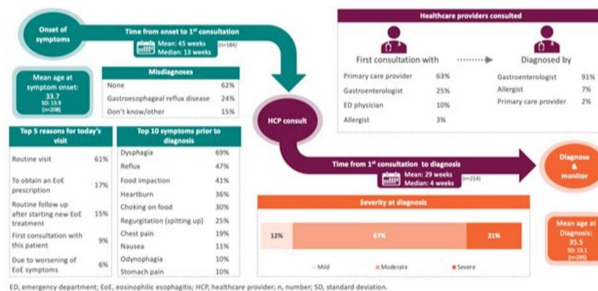 Onset of
symptoms
Time from onset to 1st consultation
Mean: 45 weeks
Median: 13 weeks
(n=184)
Mean age at
symptom onset:
33.7
SD: 13.9
(n=208)
Misdiagnoses
None 62%
Gastroesophageal reflux disease 24%
Don't know/other 15%
Healthcare providers consulted
First consultation with
Primary care provider 63%
Gastroenterologist 25%
ED physician 10%
Allergist 3%
Diagnosed by
Gastroenterologist 91%
Allergist 7%
Primary care provider 2%
HCP consult
Top 5 reasons for today's
visit
Routine visit 61%
To obtain an EoE
prescription 17%
Routine follow up
after starting new EoE
treatment 15%
First consultation with
this patient 9%
Due to worsening of
EoE symptoms 6%
Top 10 symptoms prior to
diagnosis
Dysphagia 69%
Reflux 47%
Food impaction 41%
Heartburn 36%
Choking on food 30%
Regurgitation (spitting up) 25%
Chest pain 19%
Nausea 11%
Odynophagia 10%
Stomach pain 10%
Time from 1st consultation to diagnosis
Mean: 29 weeks
Median: 4 weeks
(n=214)
Diagnose
&
monitor
Severity at diagnosis
12% 67% 21%
Mild Moderate Severe
Mean age at
Diagnosis:
35.5
SD: 13.1
ED, emergency department; EoE, eosinophilic esophagitis; HCP, healthcare provider; n, number; SD, standard deviation.